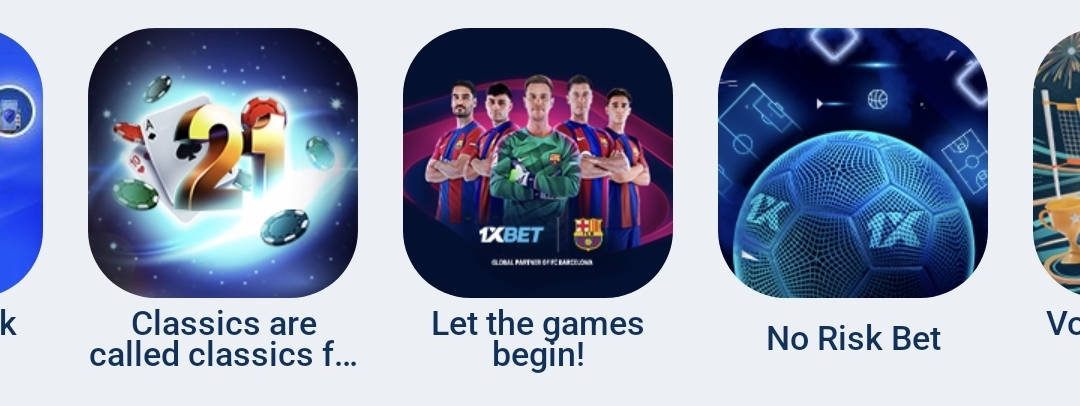 A
21
1XBET
GLOBAL PARTNER OF FC BARCELONA
1X
1X
k
Classics are
called classics f...
Let the games
begin!
No Risk Bet
Vo